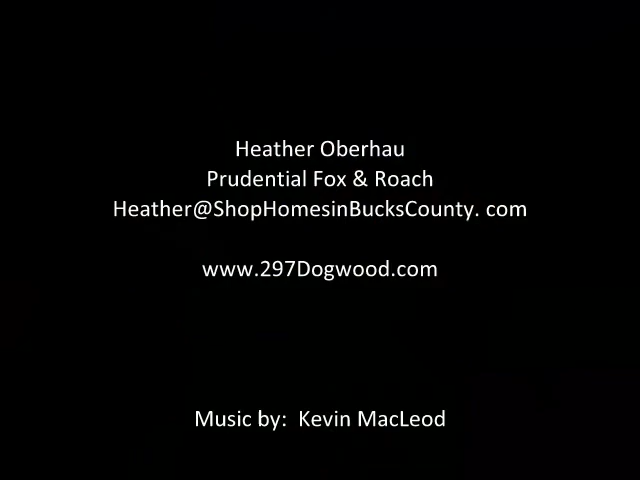 Heather Oberhau
Prudential Fox & Roach
Heather@ShopHomesinBucksCounty. com
www.297Dogwood.com
Music by:  Kevin MacLeod